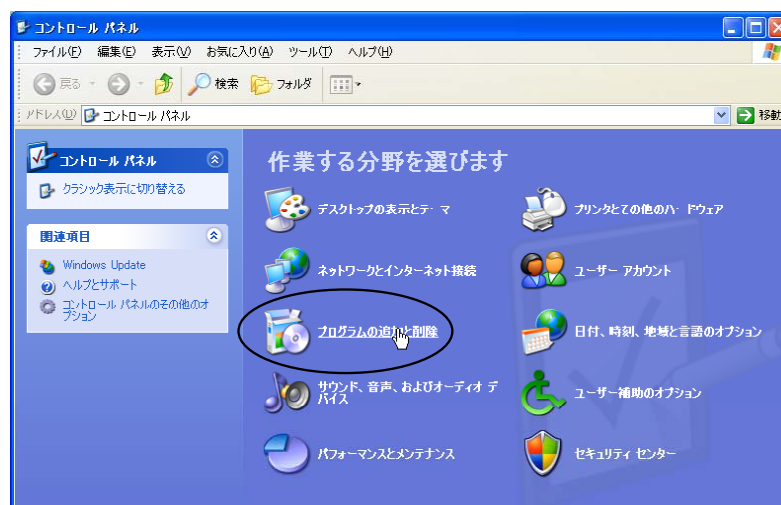 コントロール パネル
ファイル(F) 編集(E) 表示(V) お気に入り(A) ツール(T) ヘルプ(H)
戻る 検索 フォルダ
アドレス(D) コントロール パネル 移動
コントロール パネル
クラシック表示に切り替える
関連項目
Windows Update
ヘルプとサポート
コントロール パネルのその他のオ
プション
作業する分野を選びます
デスクトップの表示とテーマ
プリンタとその他のハードウェア
ネットワークとインターネット接続
ユーザー アカウント
プログラムの追加と削除
日付、時刻、地域と言語のオプション
サウンド、音声、およびオーディオ デ
バイス
ユーザー補助のオプション
パフォーマンスとメンテナンス
セキュリティ センター